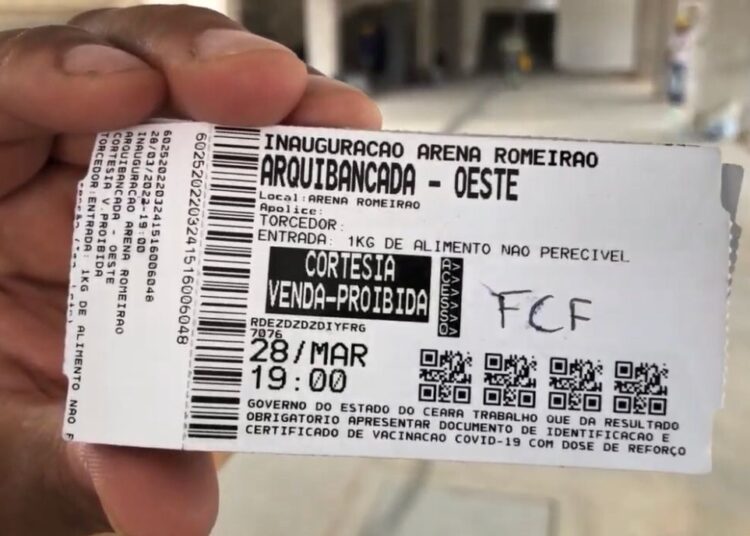 INAUGURACAO ARENA ROMEIRAO
ARQUIBANCADA - OESTE
Local: ARENA ROMEIRAO
Apolice:
TORCEDOR:
ENTRADA: 1KG DE ALIMENTO NAO PERECIVEL
CORTESIA
VENDA-PROIBIDA
FCF
RDEZDZDZDIYFRG
7076
28/MAR
19:00
GOVERNO DO ESTADO DO CEARA TRABALHO QUE DA RESULTADO
OBRIGATORIO APRESENTAR DOCUMENTO DE IDENTIFICACAO E
CERTIFICADO DE VACINACAO COVID-19 COM DOSE DE REFORÇO
6025202203241516006048
6025202203241516006048
28/03/2022-19:00
INAUGURACAO ARENA ROMEIRAO
ARQUIBANCADA - OESTE
CORTESIA V.PROIBIDA
TORCEDOR:
ENTRADA: 1KG DE ALIMENTO NAO P